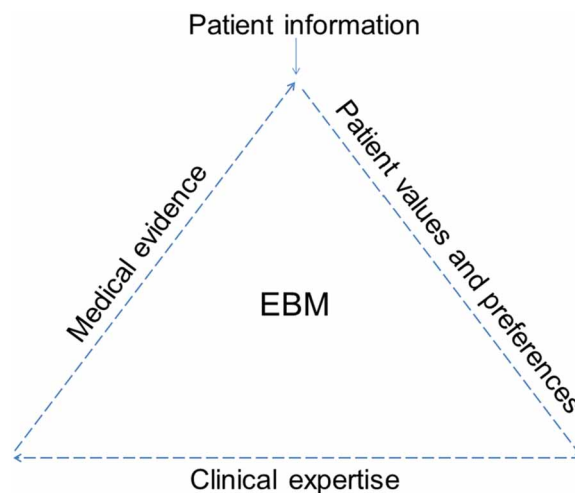 Patient information
Medical evidence
Patient values and preferences
EBM
Clinical expertise